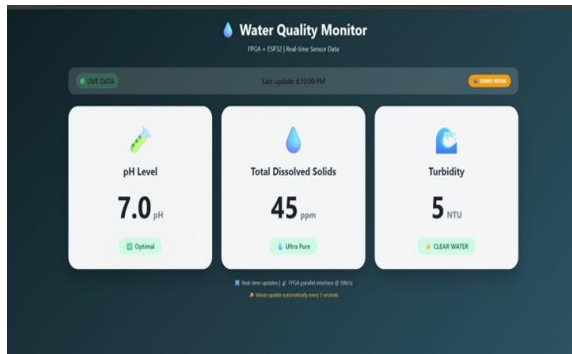 Water Quality Monitor
FPGA + ESP32 | Real-time Sensor Data
LIVE DATA
Last update: 6:10:00 PM
DEMO MODE
pH Level
7.0 pH
Optimal
Total Dissolved Solids
45 ppm
Ultra Pure
Turbidity
5 NTU
CLEAR WATER
Real-time updates | FPGA parallel interface @
Values update automatically every seconds